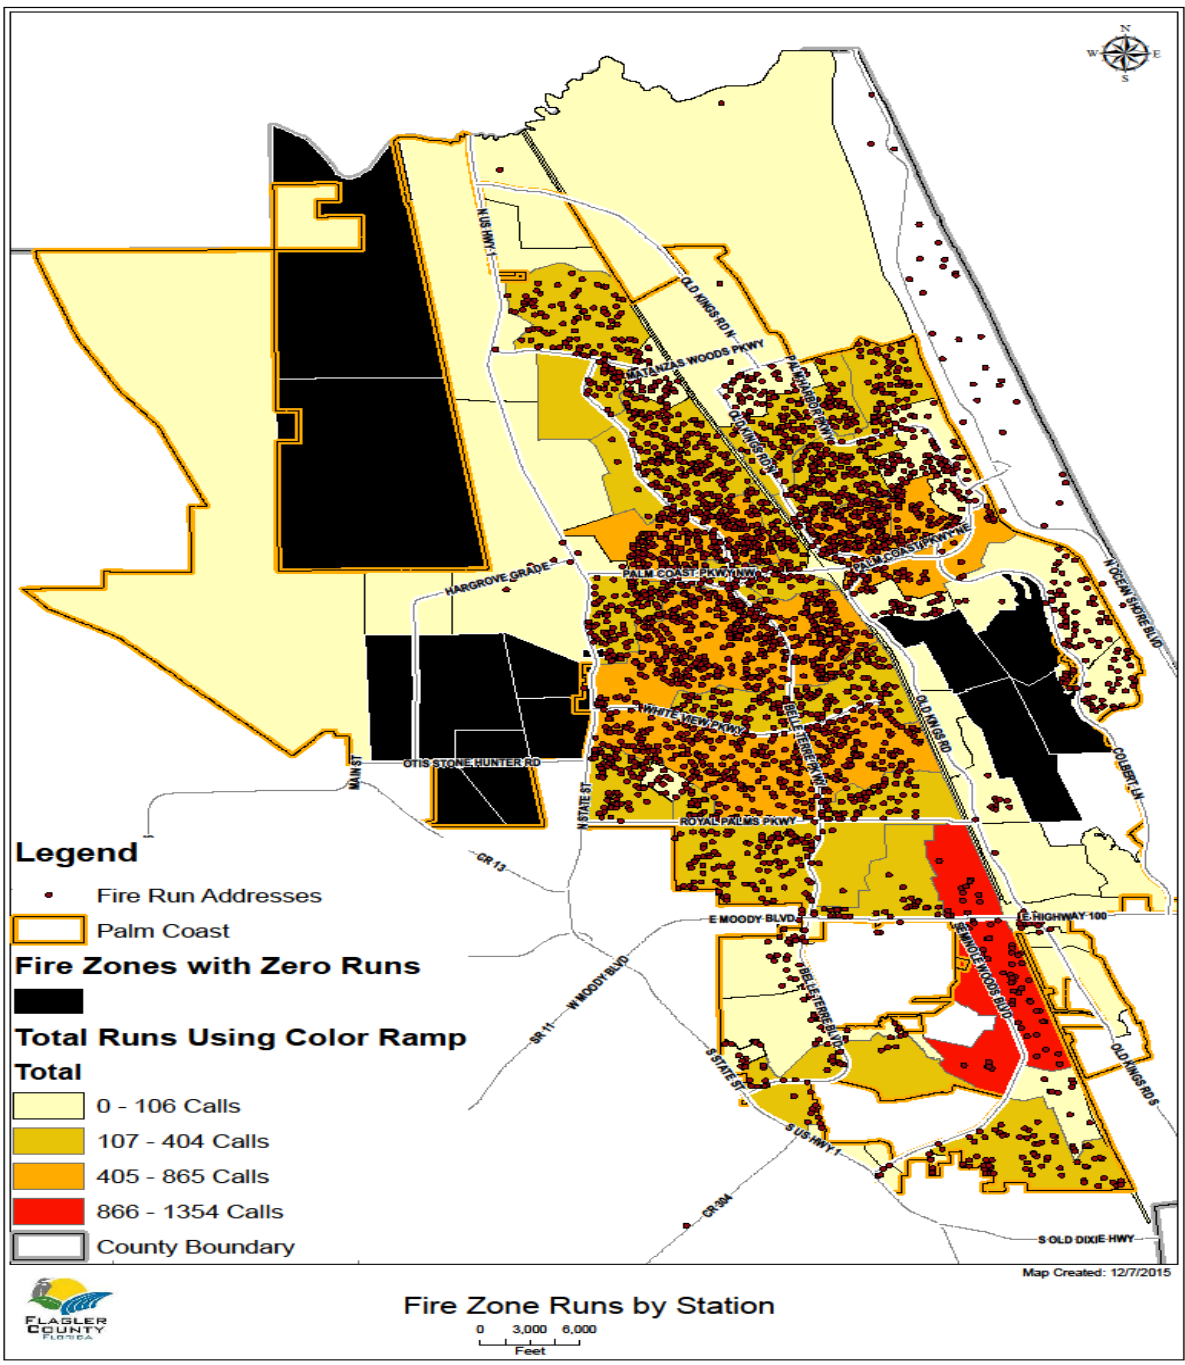 N
W E
S
N US HWY 1
OLD KINGS RD N
MATANZAS WOODS PKWY
PALM HARBOR PKWY
OLD KINGS RD N
PALM COAST PKWY NE
HARGROVE GRADE
PALM COAST PKWY NW
N OCEAN SHORE BLVD
WHITE VIEW PKWY
BELLE TERRE PKWY
OLD KINGS RD
COLBERT LN
OTIS STONE HUNTER RD
MAIN ST
N STATE ST
ROYAL PALMS PKWY
CR 13
E MOODY BLVD
E HIGHWAY 100
SEMINOLE WOODS BLVD
W MOODY BLVD
BELLE TERRE BLVD
SR 11
S STATE ST
OLD KINGS RD S
S US HWY 1
CR 304
S OLD DIXIE HWY
Legend
Fire Run Addresses
Palm Coast
Fire Zones with Zero Runs
Total Runs Using Color Ramp
Total
0 - 106 Calls
107 - 404 Calls
405 - 865 Calls
866 - 1354 Calls
County Boundary
Map Created: 12/7/2015
FLAGLER
COUNTY
FLORIDA
Fire Zone Runs by Station
0 3,000 6,000
Feet